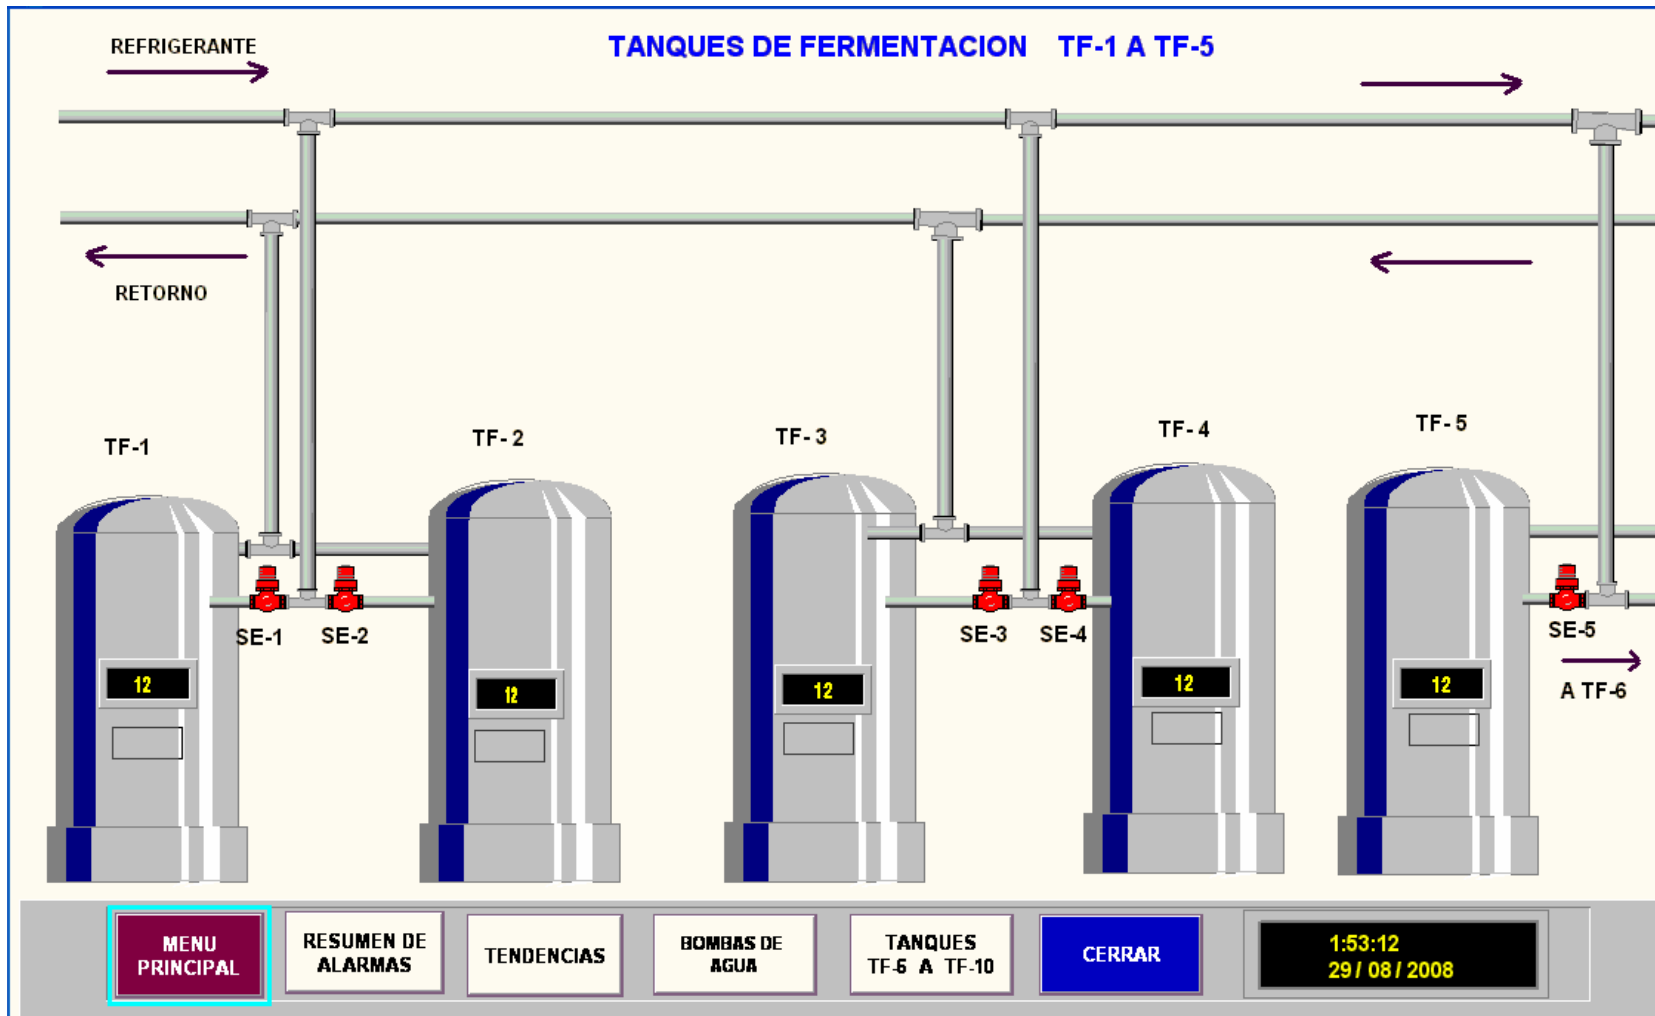 REFRIGERANTE
TANQUES DE FERMENTACION TF-1 A TF-5
RETORNO
TF-1
TF- 2
TF- 3
TF- 4
TF- 5
SE-1
SE-2
SE-3
SE-4
SE-5
12
12
12
12
12
A TF-6
MENU
PRINCIPAL
RESUMEN DE
ALARMAS
TENDENCIAS
BOMBAS DE
AGUA
TANQUES
TF-6 A TF-10
CERRAR
1:53:12
29/ 08 / 2008